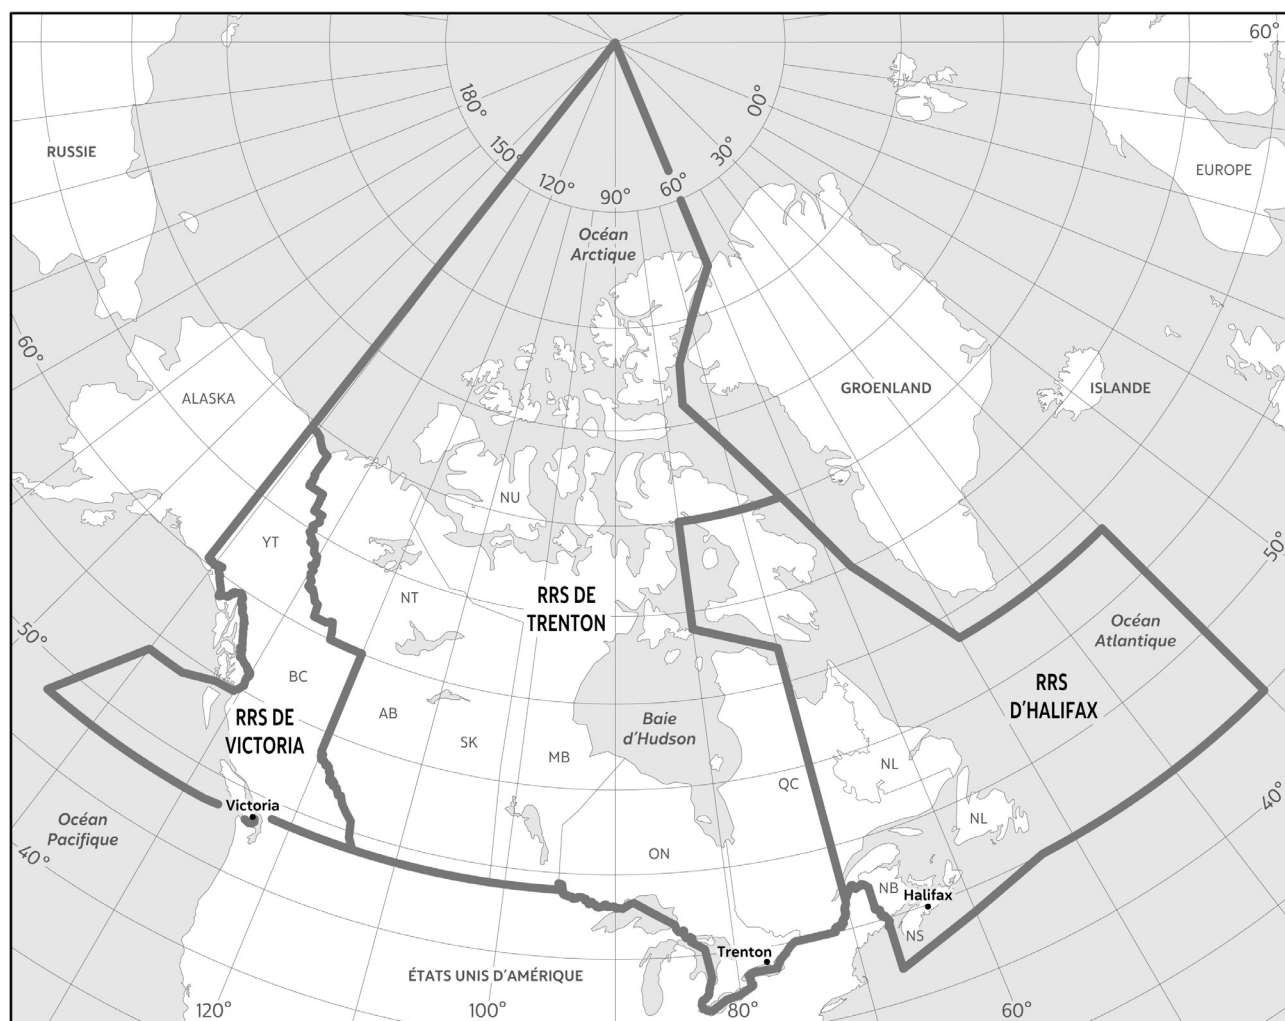 60°
180°
00°
RUSSIE
150°
30°
EUROPE
120°
60°
90°
Océan
Arctique
60°
GROENLAND
ISLANDE
ALASKA
NU
YT
50°
RRS DE
TRENTON
NT
Océan
Atlantique
50°
BC
RRS
D'HALIFAX
AB
RRS DE
VICTORIA
Baie
d'Hudson
SK
MB
NL
QC
40°
Victoria
NL
Océan
Pacifique
40°
ON
NB
Halifax
NS
Trenton
ÉTATS UNIS D'AMÉRIQUE
120°
100°
80°
60°